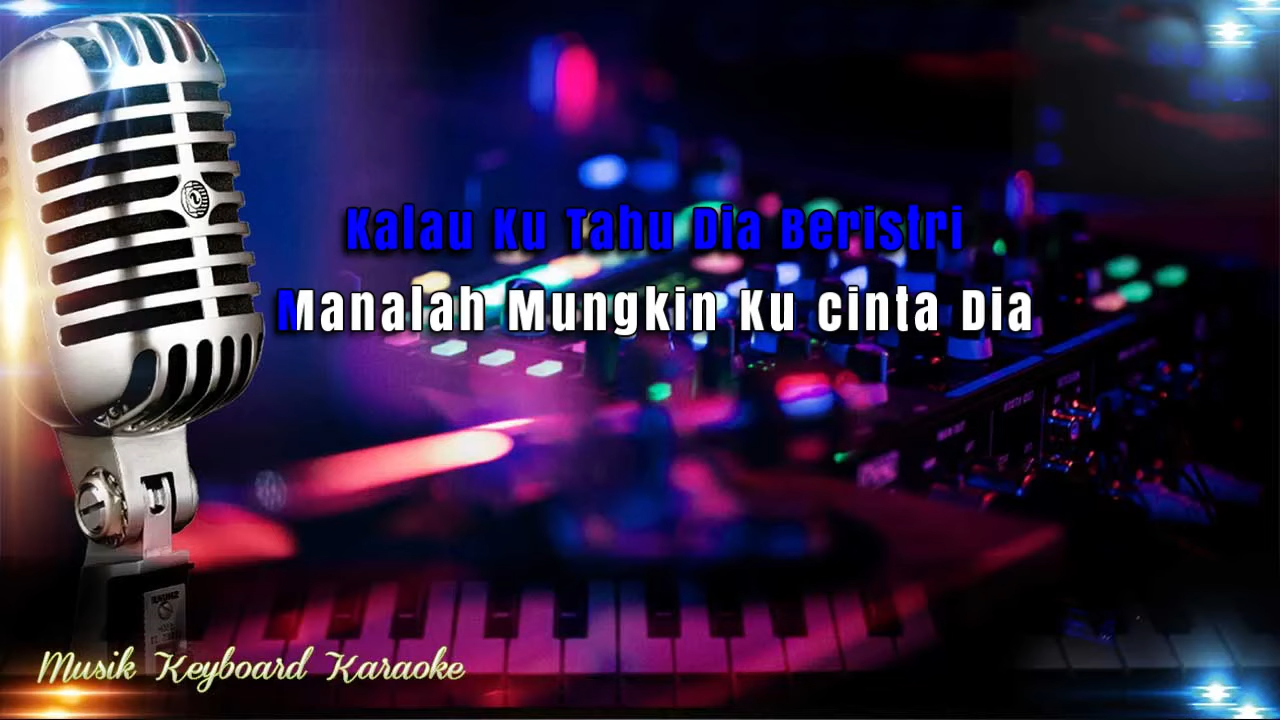 Kalau Ku Tahu Dia Beristri
Manalah Mungkin Ku cinta Dia
Musik Keyboard Karaoke